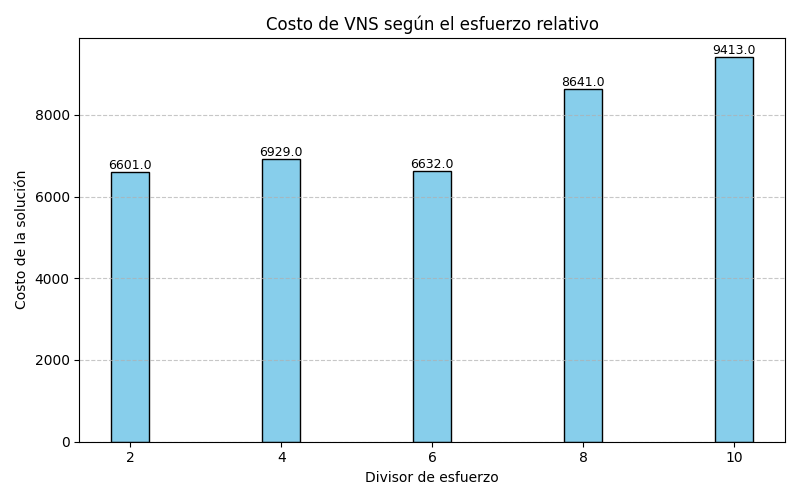 Costo de VNS según el esfuerzo relativo
9413.0
8641.0
8000
6929.0
6601.0
6632.0
6000
Costo de la solución
4000
2000
0
2 4 6 8 10
Divisor de esfuerzo